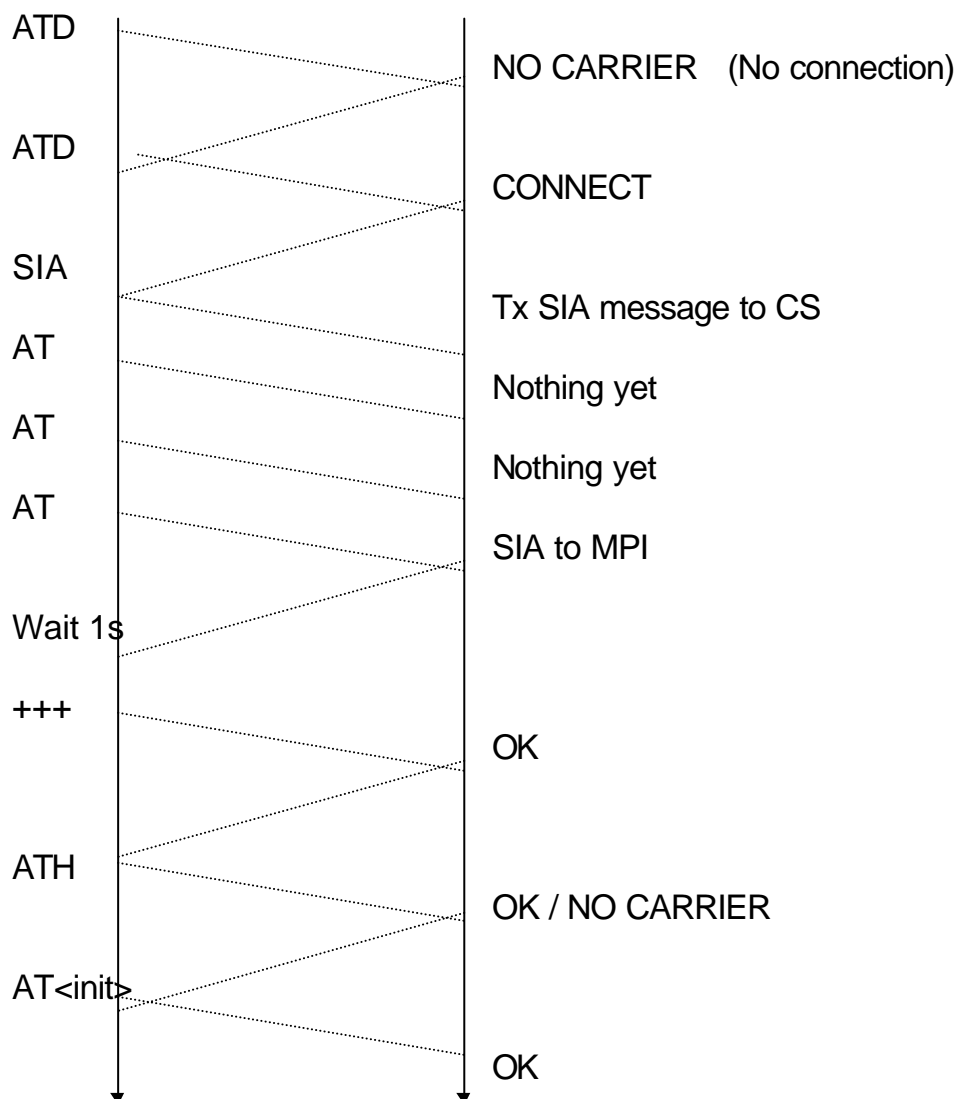 ATD
NO CARRIER (No connection)
ATD
CONNECT
SIA
Tx SIA message to CS
AT
Nothing yet
AT
Nothing yet
AT
SIA to MPI
Wait 1s
+++
OK
ATH
OK / NO CARRIER
AT<init>
OK